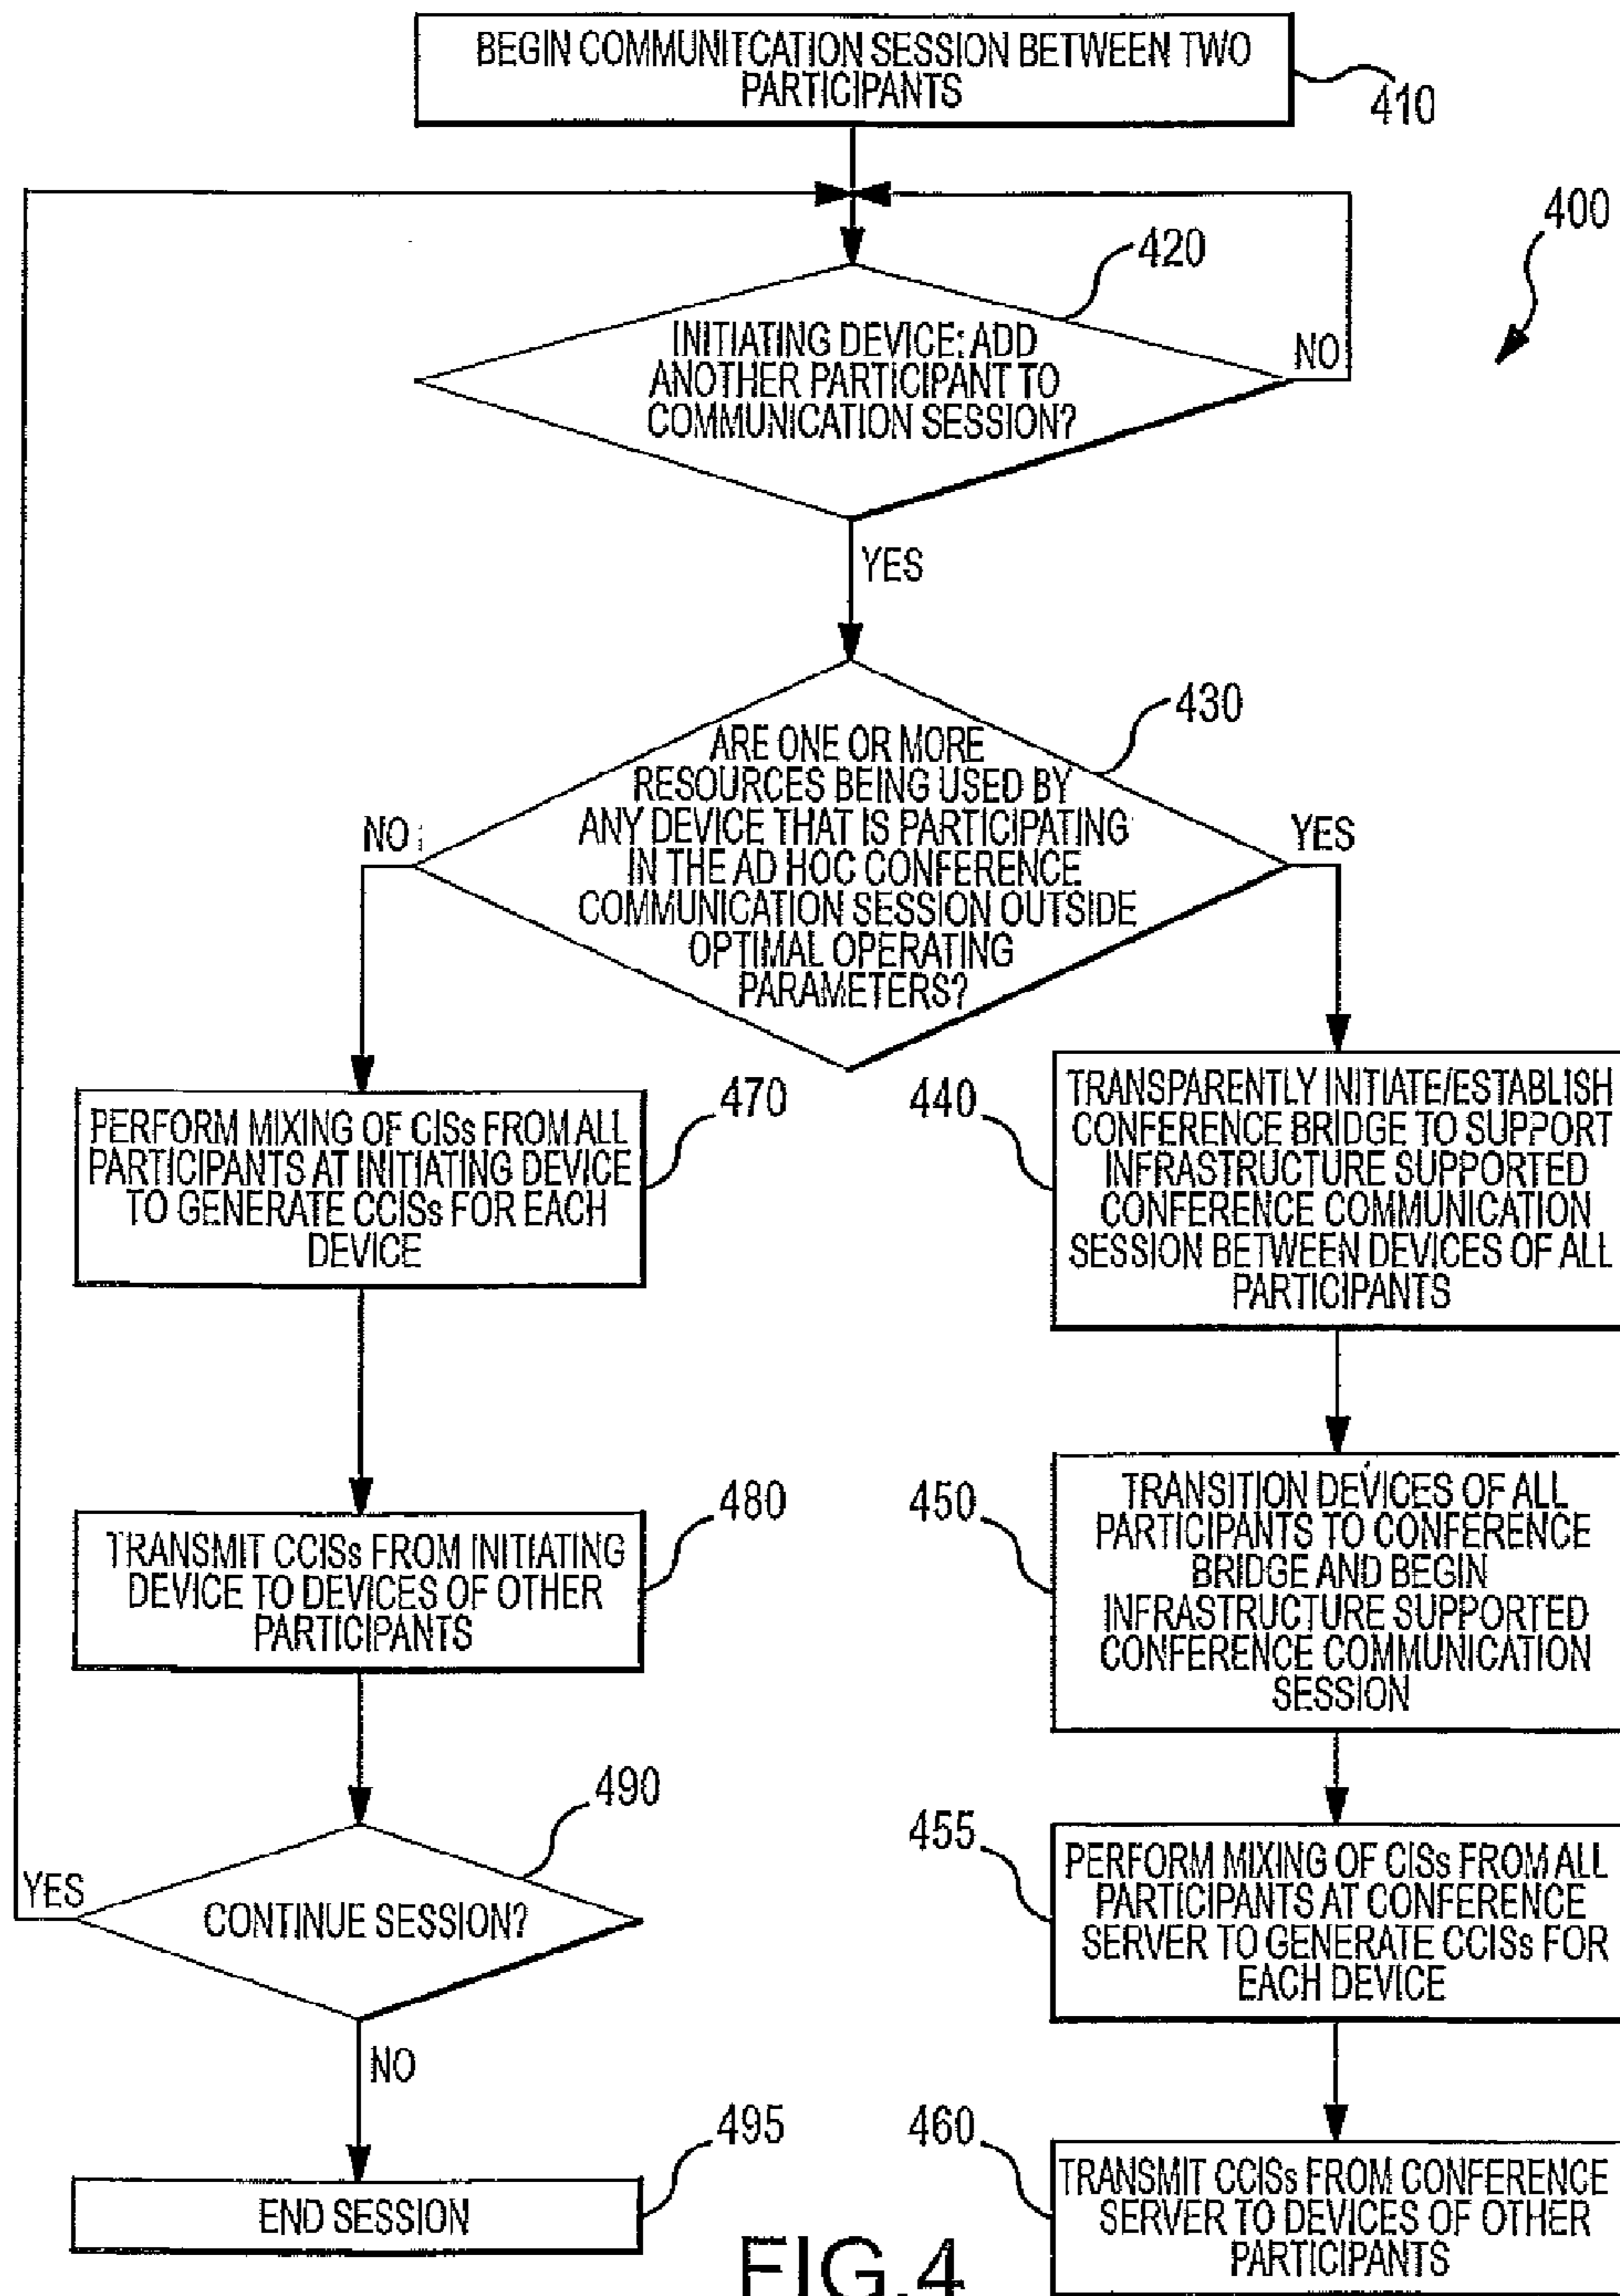 BEGIN COMMUNITCATION SESSION BETWEEN TWO
PARTICIPANTS
410
400
420
INITIATING DEVICE: ADD
ANOTHER PARTICIPANT TO
COMMUNICATION SESSION?
NO
YES
430
ARE ONE OR MORE
RESOURCES BEING USED BY
ANY DEVICE THAT IS PARTICIPATING
IN THE AD HOC CONFERENCE
COMMUNICATION SESSION OUTSIDE
OPTIMAL OPERATING
PARAMETERS?
NO
YES
470
PERFORM MIXING OF CISs FROM ALL
PARTICIPANTS AT INITIATING DEVICE
TO GENERATE CCISs FOR EACH
DEVICE
440
TRANSPARENTLY INITIATE/ESTABLISH
CONFERENCE BRIDGE TO SUPPORT
INFRASTRUCTURE SUPPORTED
CONFERENCE COMMUNICATION
SESSION BETWEEN DEVICES OF ALL
PARTICIPANTS
480
TRANSMIT CCISs FROM INITIATING
DEVICE TO DEVICES OF OTHER
PARTICIPANTS
450
TRANSITION DEVICES OF ALL
PARTICIPANTS TO CONFERENCE
BRIDGE AND BEGIN
INFRASTRUCTURE SUPPORTED
CONFERENCE COMMUNICATION
SESSION
490
CONTINUE SESSION?
YES
NO
455
PERFORM MIXING OF CISs FROM ALL
PARTICIPANTS AT CONFERENCE
SERVER TO GENERATE CCISs FOR
EACH DEVICE
495
END SESSION
460
TRANSMIT CCISs FROM CONFERENCE
SERVER TO DEVICES OF OTHER
PARTICIPANTS
FIG.4